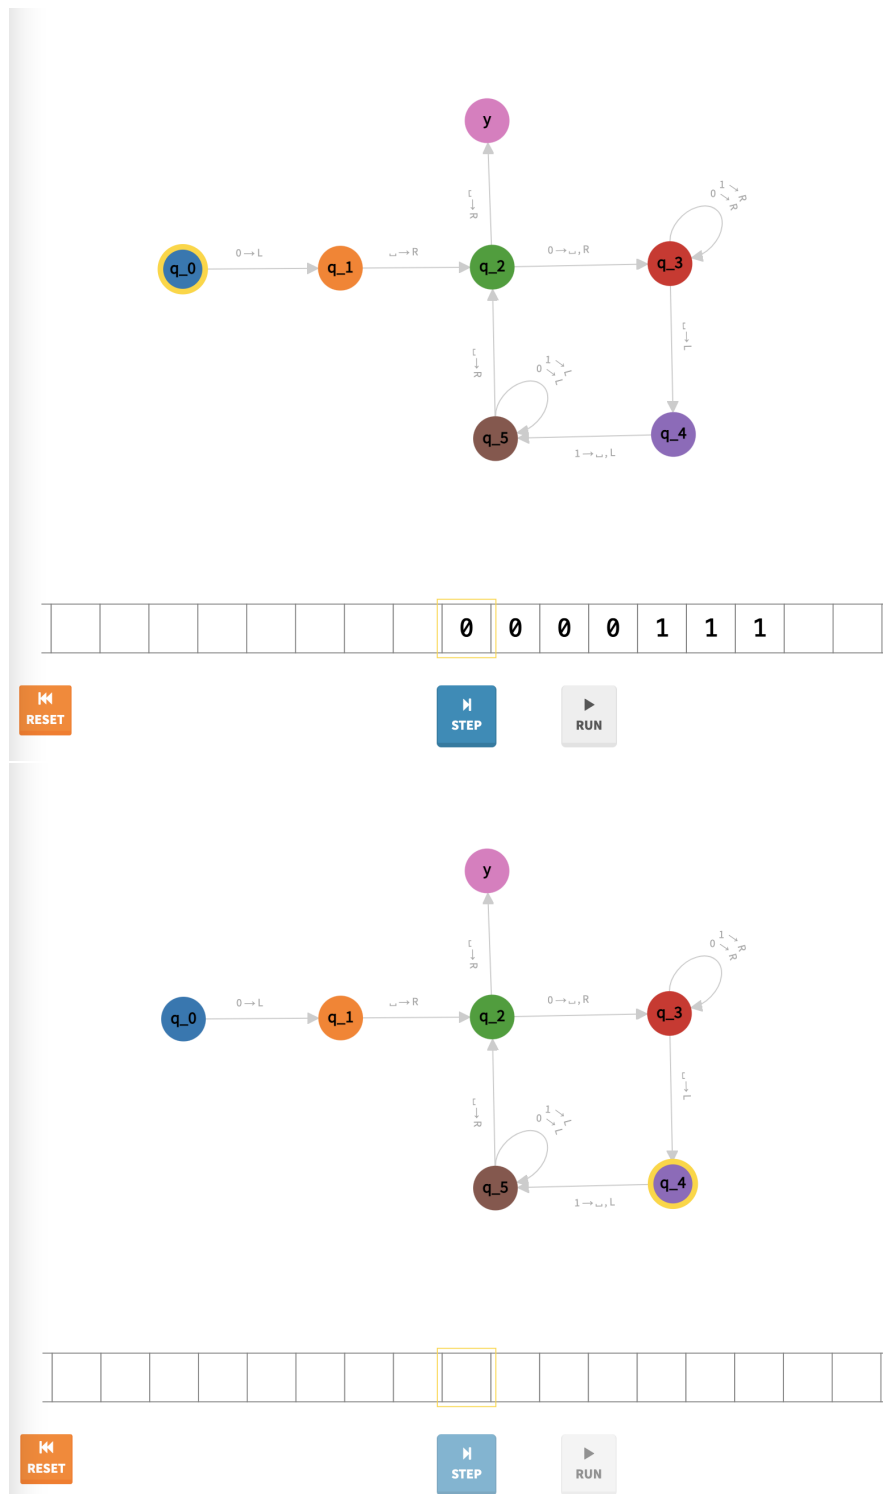 y
␣→R
1→R
0→R
0→L
␣→R
0→␣,R
q_0
q_1
q_2
q_3
␣→R
1→L
0→L
␣→L
q_5
q_4
1→␣,L
0 0 0 0 1 1 1
RESET
STEP
RUN
y
␣→R
1→R
0→R
0→L
␣→R
0→␣,R
q_0
q_1
q_2
q_3
␣→R
1→L
0→L
␣→L
q_5
q_4
1→␣,L
RESET
STEP
RUN